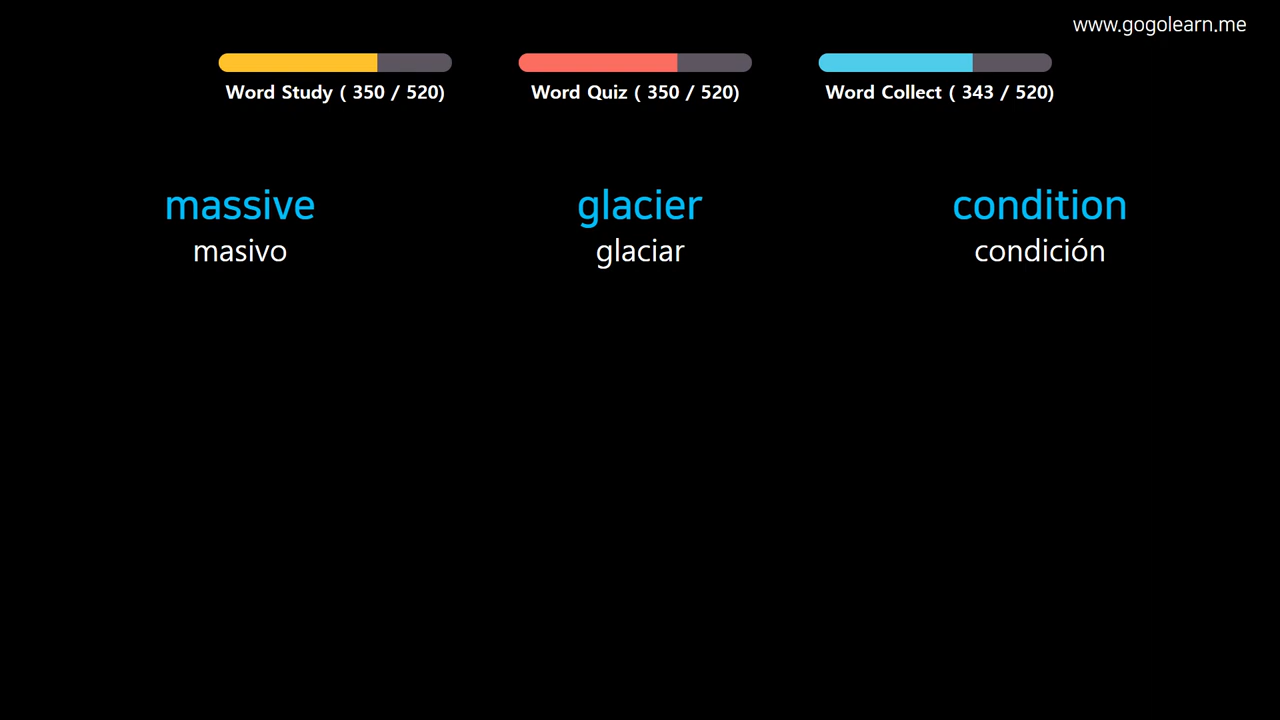 www.gogolearn.me
Word Study ( 350 / 520) Word Quiz ( 350 / 520) Word Collect ( 343 / 520)
massive glacier condition
masivo glaciar condición